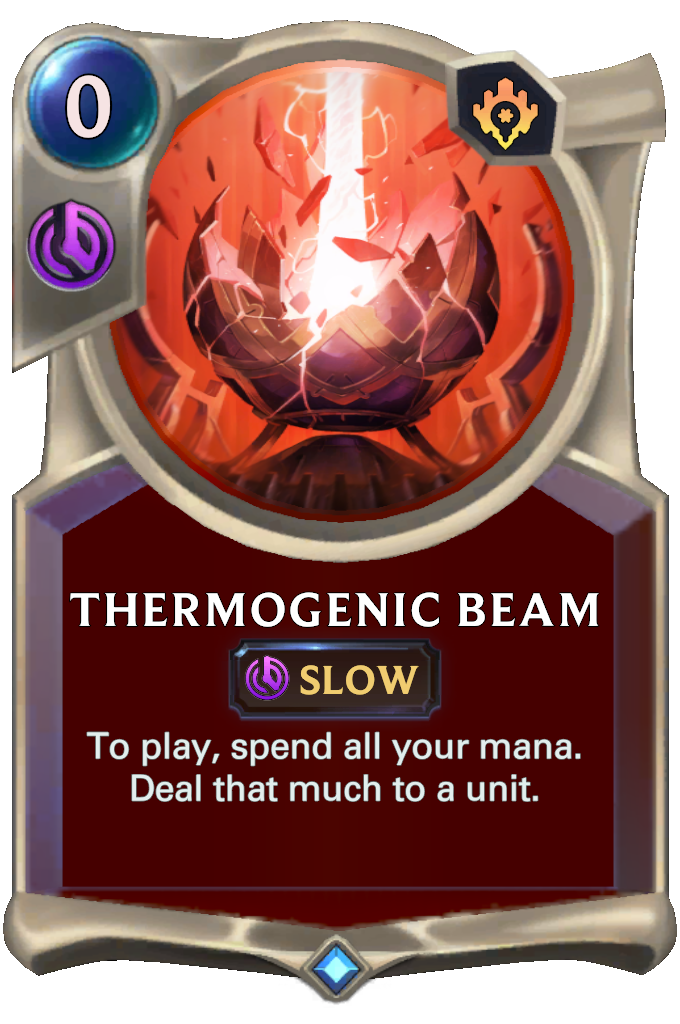 0
THERMOGENIC BEAM
SLOW
To play, spend all your mana.
Deal that much to a unit.